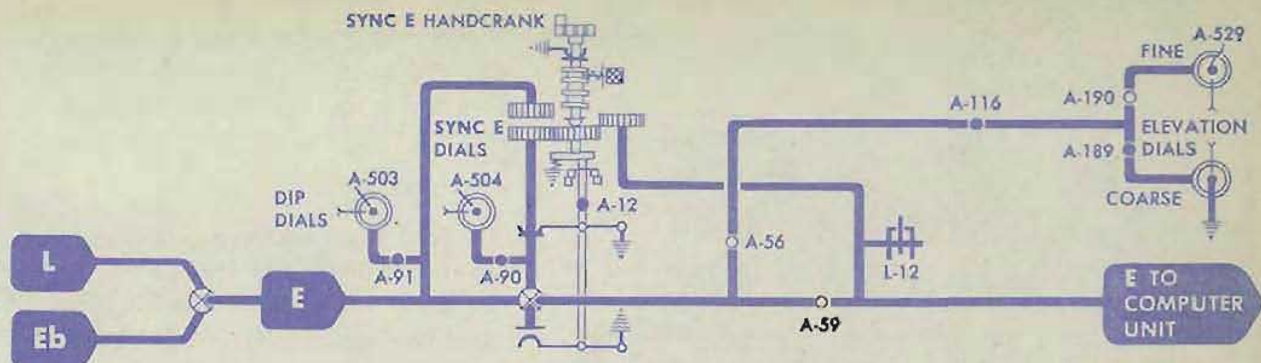 SYNC E HANDCRANK
A-529
FINE
A-190
A-116
ELEVATION
DIALS
A-189
COARSE
SYNC E
DIALS
A-503
A-504
DIP
DIALS
A-12
A-91
A-90
A-56
L-12
L
E
Eb
A-59
E TO
COMPUTER
UNIT